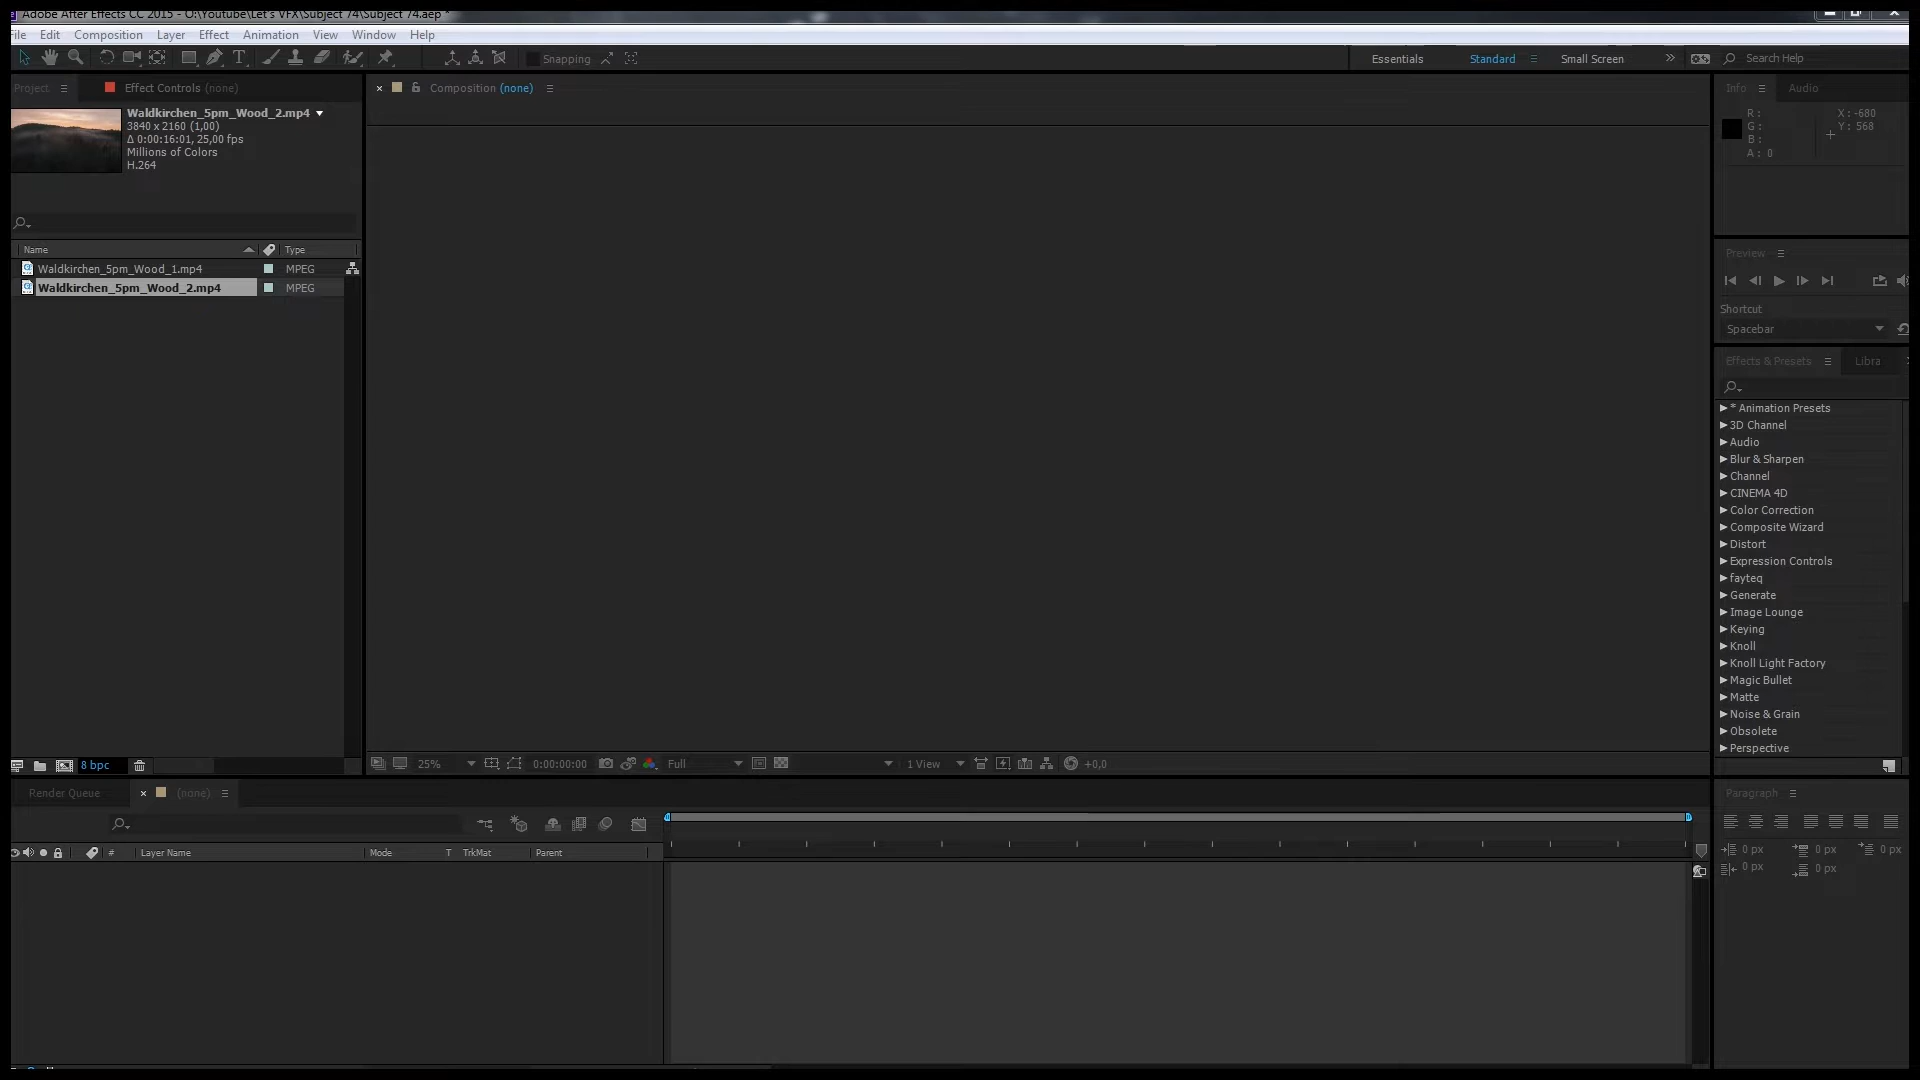 Adobe After Effects CC 2015 - O:\Youtube\Let's VFX\Subject 74\Subject 74.aep *
File Edit Composition Layer Effect Animation View Window Help
Snapping Essentials Standard Small Screen Search Help
Project Effect Controls (none) Composition (none) Info Audio
Waldkirchen_5pm_Wood_2.mp4
3840 x 2160 (1,00)
Δ 0:00:16:01, 25,00 fps
Millions of Colors
H.264
R :
G :
B :
A : 0
X : -680
Y : 568
Name Type
Waldkirchen_5pm_Wood_1.mp4 MPEG
Waldkirchen_5pm_Wood_2.mp4 MPEG
Preview
Shortcut
Spacebar
Effects & Presets Libra
* Animation Presets
3D Channel
Audio
Blur & Sharpen
Channel
CINEMA 4D
Color Correction
Composite Wizard
Distort
Expression Controls
fayteq
Generate
Image Lounge
Keying
Knoll
Knoll Light Factory
Magic Bullet
Matte
Noise & Grain
Obsolete
Perspective
8 bpc 25% 0:00:00:00 Full 1 View +0,0
Render Queue (none) Paragraph
# Layer Name Mode T TrkMat Parent
0 px 0 px 0 px
0 px 0 px